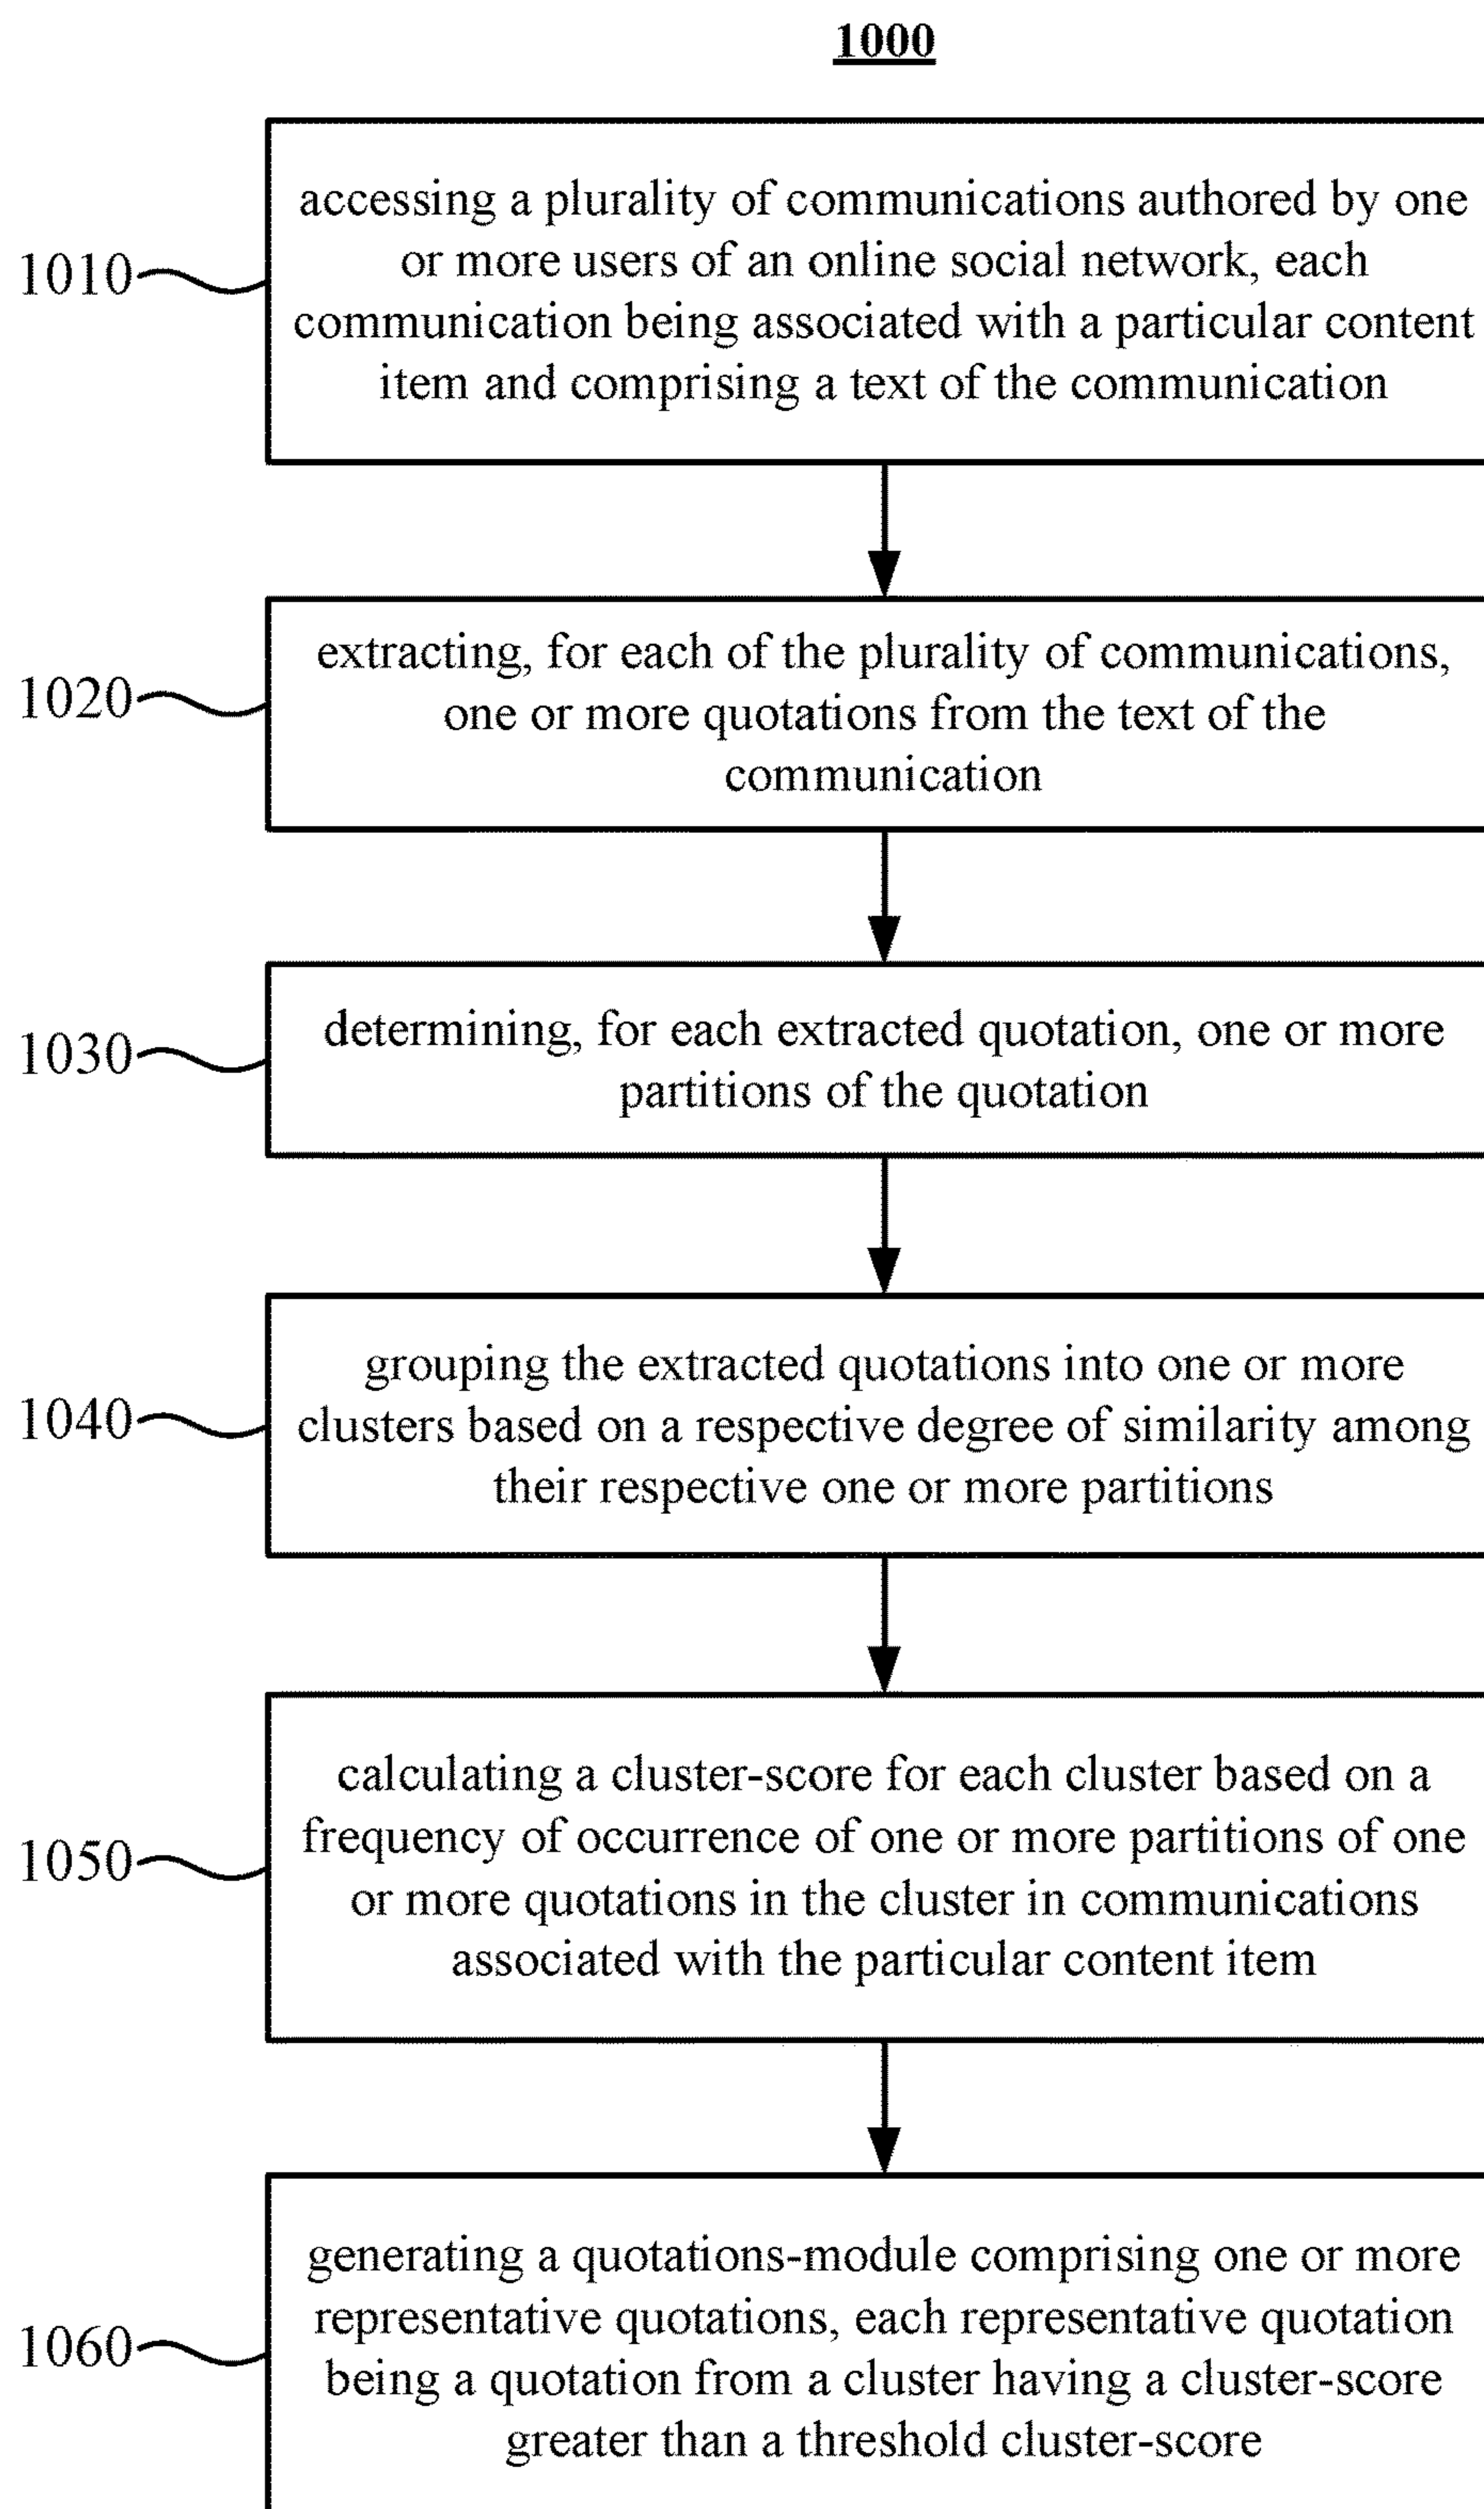 1000
1010
accessing a plurality of communications authored by one
or more users of an online social network, each
communication being associated with a particular content
item and comprising a text of the communication
1020
extracting, for each of the plurality of communications,
one or more quotations from the text of the
communication
1030
determining, for each extracted quotation, one or more
partitions of the quotation
1040
grouping the extracted quotations into one or more
clusters based on a respective degree of similarity among
their respective one or more partitions
1050
calculating a cluster-score for each cluster based on a
frequency of occurrence of one or more partitions of one
or more quotations in the cluster in communications
associated with the particular content item
1060
generating a quotations-module comprising one or more
representative quotations, each representative quotation
being a quotation from a cluster having a cluster-score
greater than a threshold cluster-score